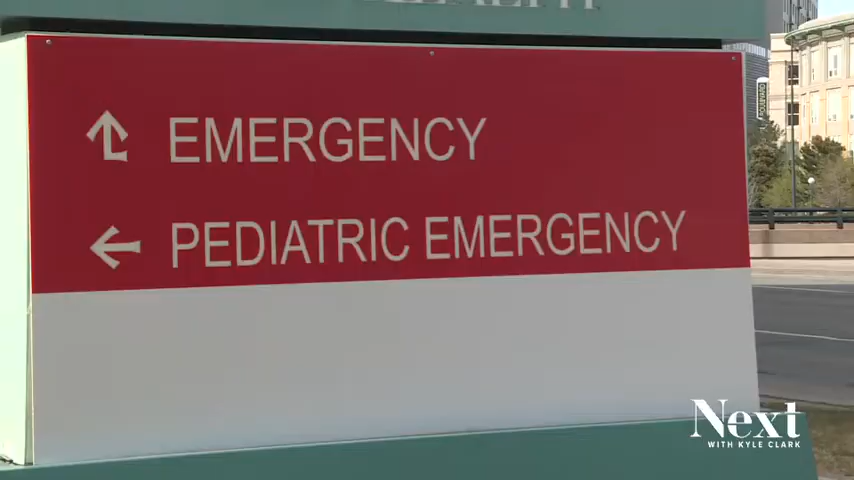 EMERGENCY
PEDIATRIC EMERGENCY
Next
WITH KYLE CLARK